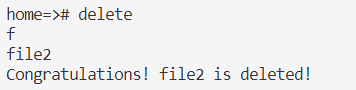 home=># delete
f
file2
Congratulations! file2 is deleted!